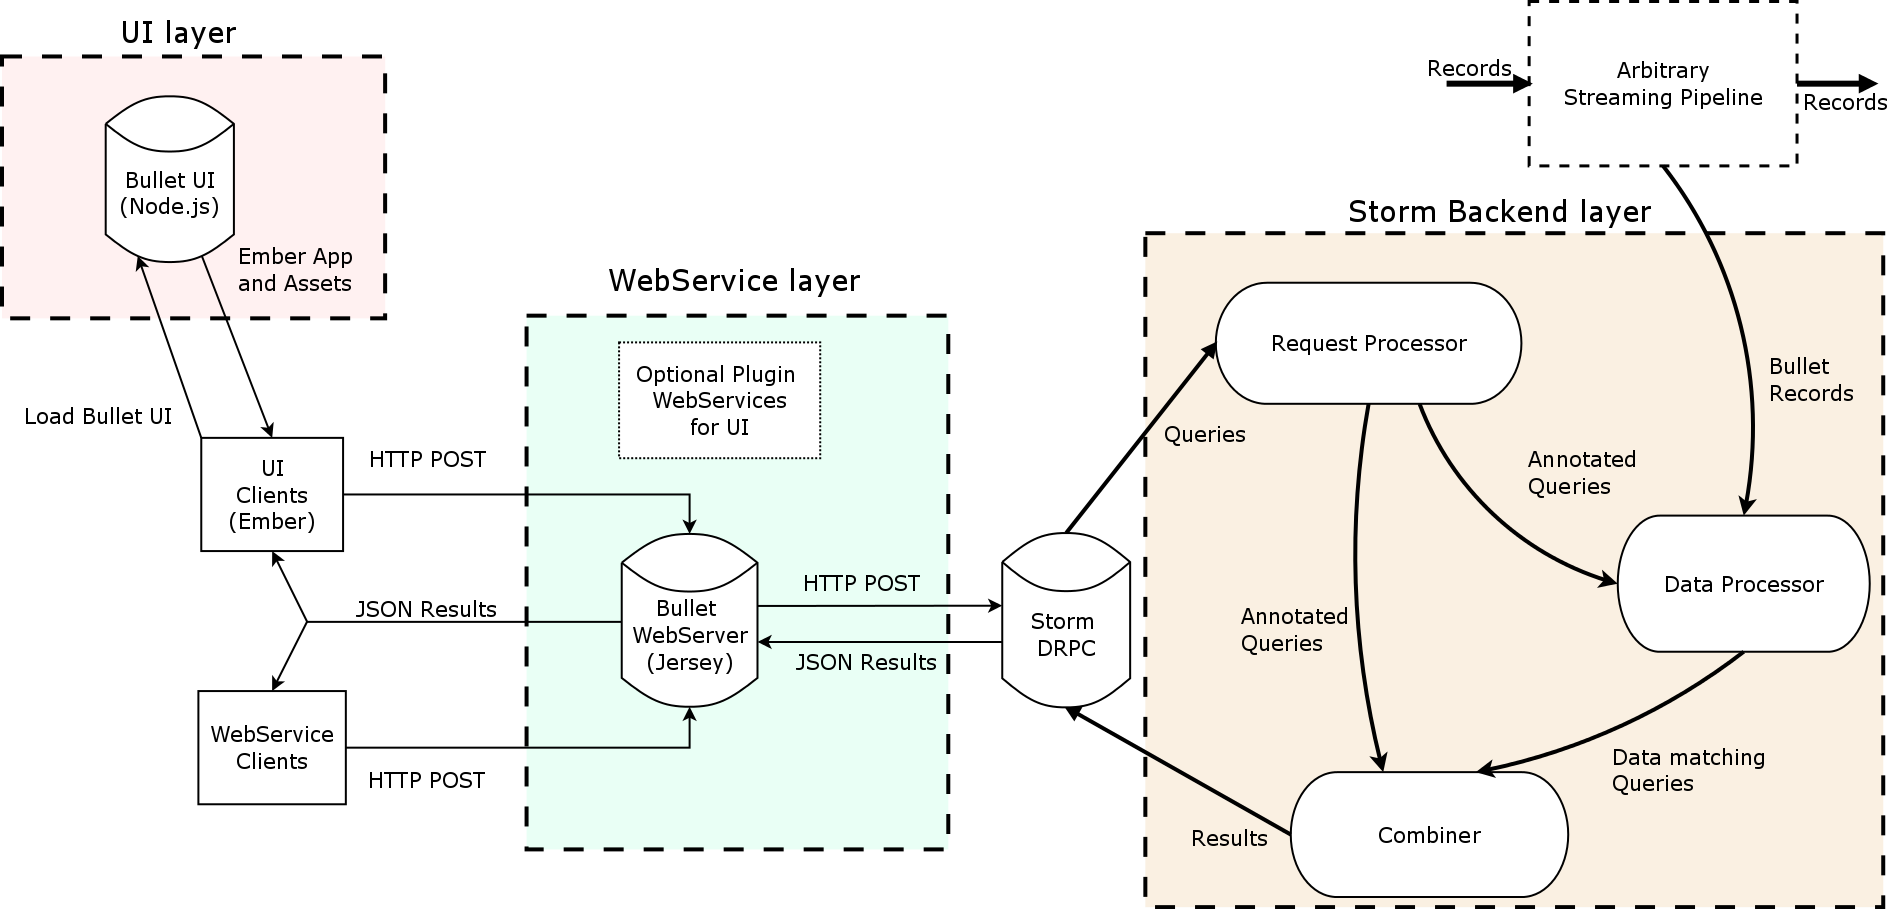 UI layer
Bullet UI
(Node.js)
Ember App
and Assets
Load Bullet UI
UI
Clients
(Ember)
HTTP POST
JSON Results
WebService
Clients
HTTP POST
WebService layer
Optional Plugin
WebServices
for UI
Bullet
WebServer
(Jersey)
HTTP POST
JSON Results
Storm
DRPC
Records
Arbitrary
Streaming Pipeline
Records
Storm Backend layer
Request Processor
Queries
Bullet
Records
Annotated
Queries
Data Processor
Annotated
Queries
Data matching
Queries
Combiner
Results